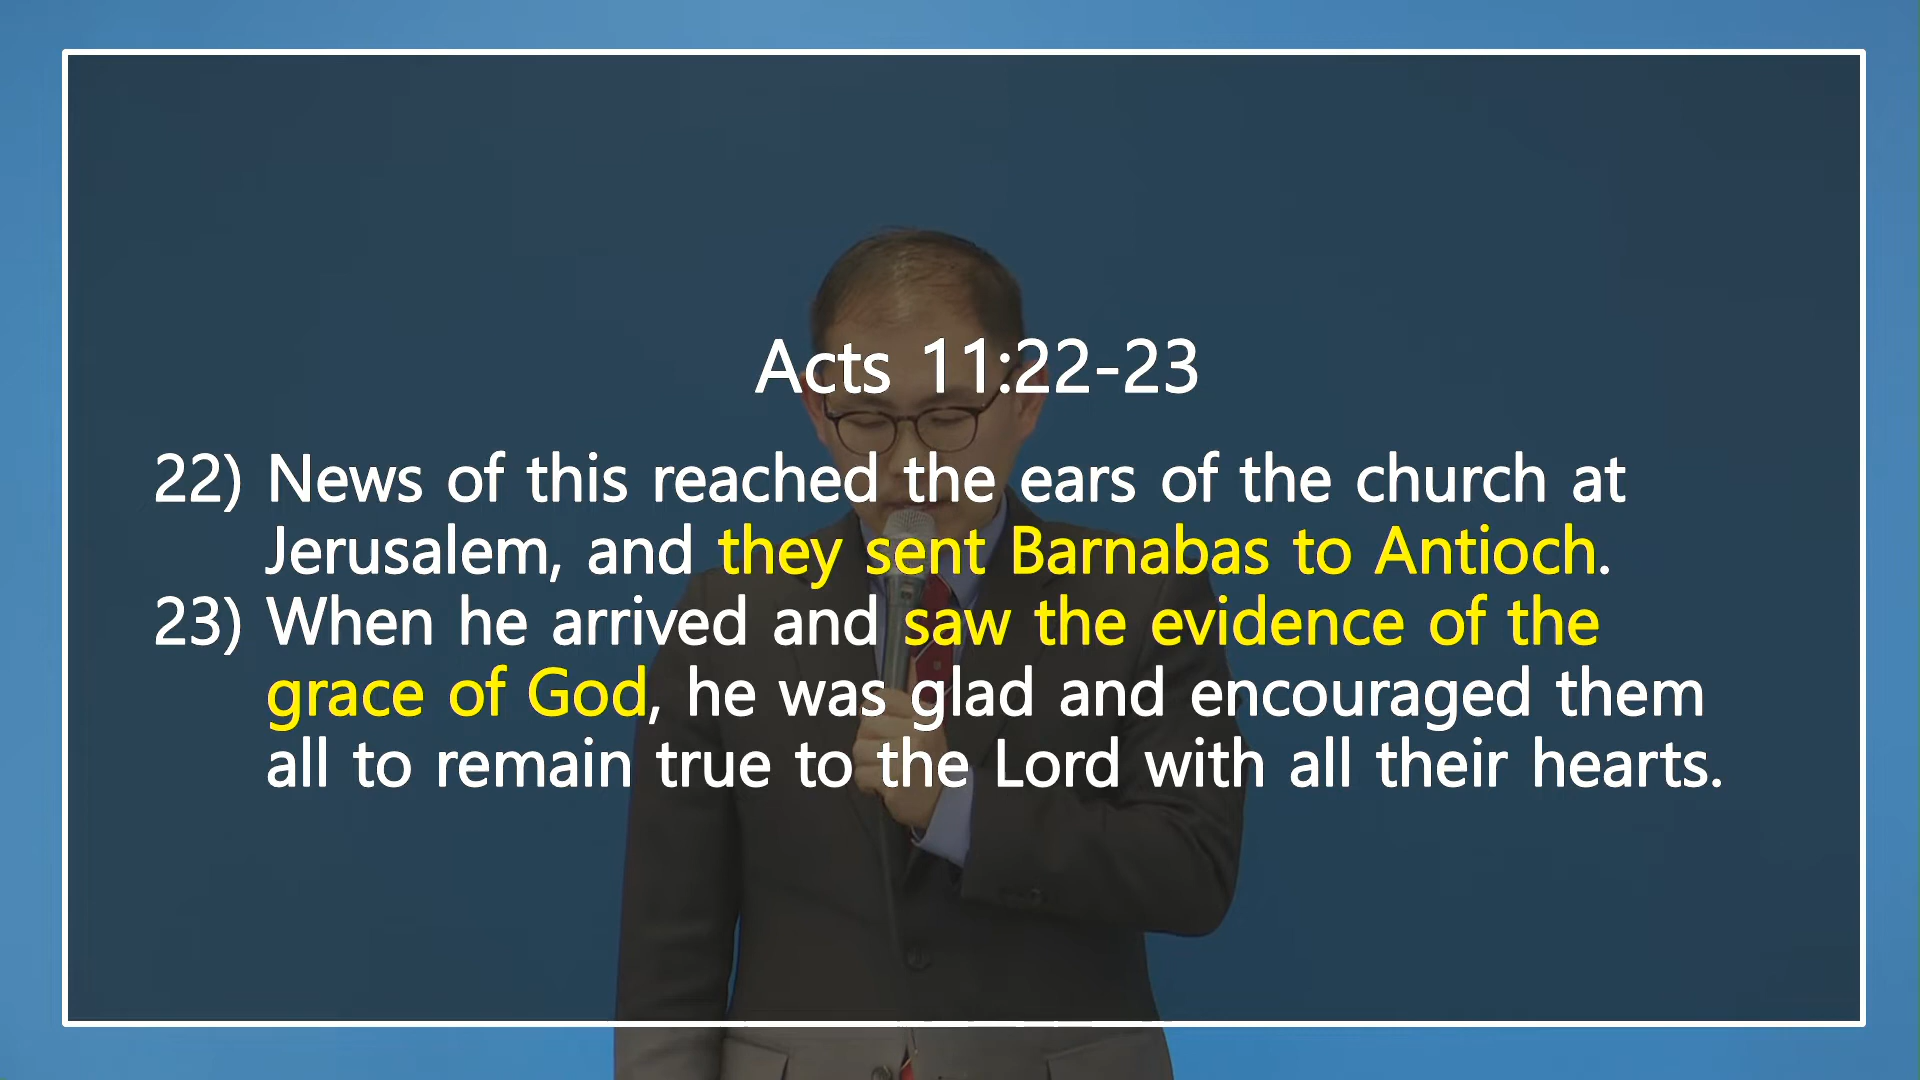 Acts 11:22-23
22) News of this reached the ears of the church at
Jerusalem, and they sent Barnabas to Antioch.
23) When he arrived and saw the evidence of the
grace of God, he was glad and encouraged them
all to remain true to the Lord with all their hearts.